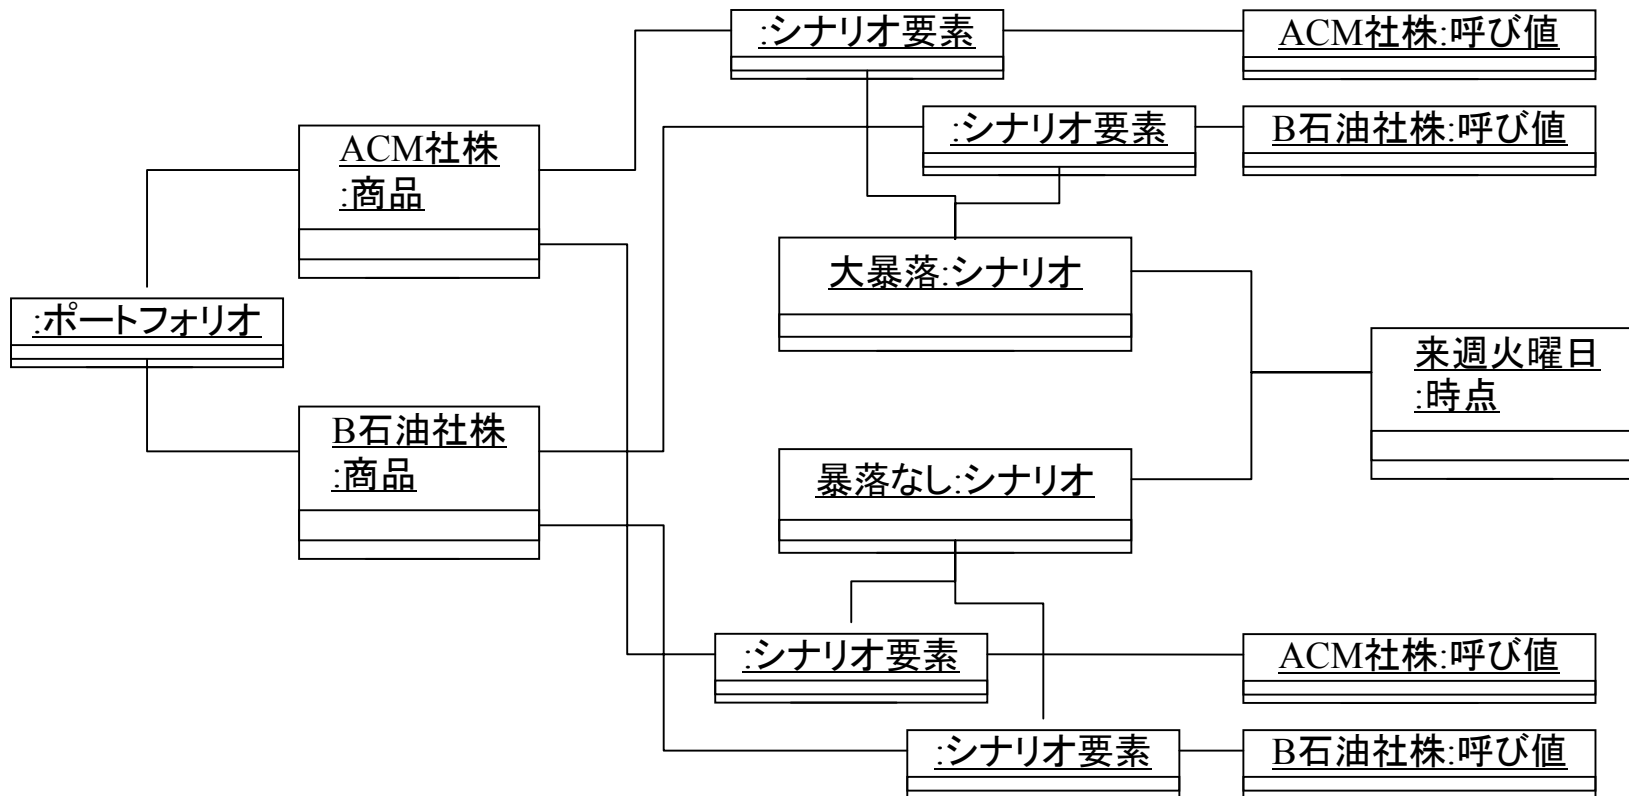 :シナリオ要素
ACM社株:呼び値
:シナリオ要素
B石油社株:呼び値
ACM社株
:商品
大暴落:シナリオ
:ポートフォリオ
来週火曜日
:時点
B石油社株
:商品
暴落なし:シナリオ
:シナリオ要素
ACM社株:呼び値
:シナリオ要素
B石油社株:呼び値